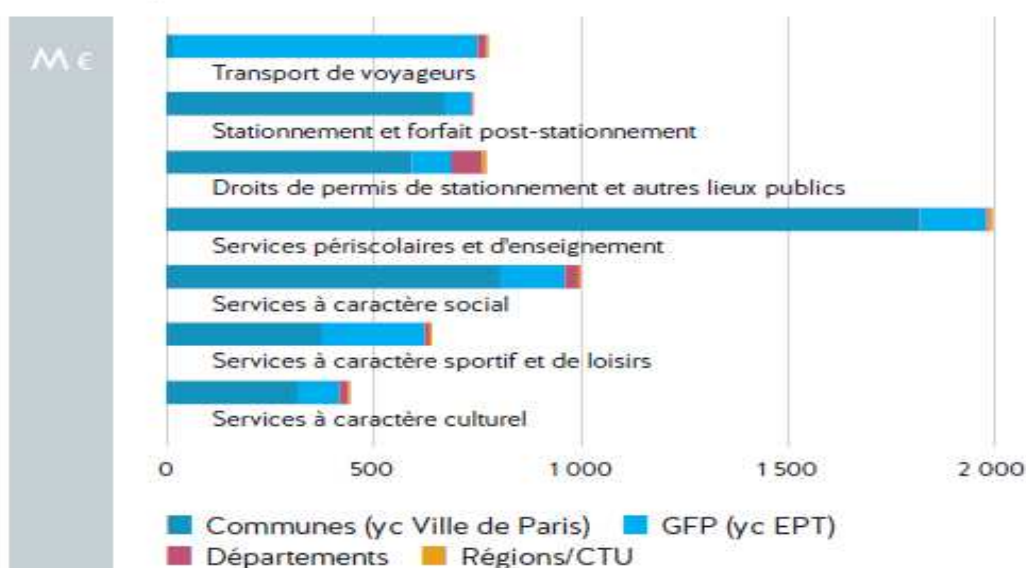 M €
Transport de voyageurs
Stationnement et forfait post-stationnement
Droits de permis de stationnement et autres lieux publics
Services périscolaires et d'enseignement
Services à caractère social
Services à caractère sportif et de loisirs
Services à caractère culturel
0 500 1 000 1 500 2 000
Communes (yc Ville de Paris) GFP (yc EPT)
Départements Régions/CTU